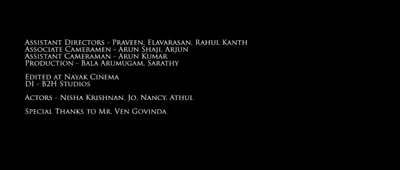 Assistant Directors - Praveen, Elavarasan, Rahul Kanth
Associate Cameramen - Arun Shaji, Arjun
Assistant Cameraman - Arun Kumar
Production - Bala Arumugam, Sarathy
Edited at Nayak Cinema
DI - B2H Studios
Actors - Nisha Krishnan, Jo, Nancy, Athul
Special Thanks to Mr. Ven Govinda